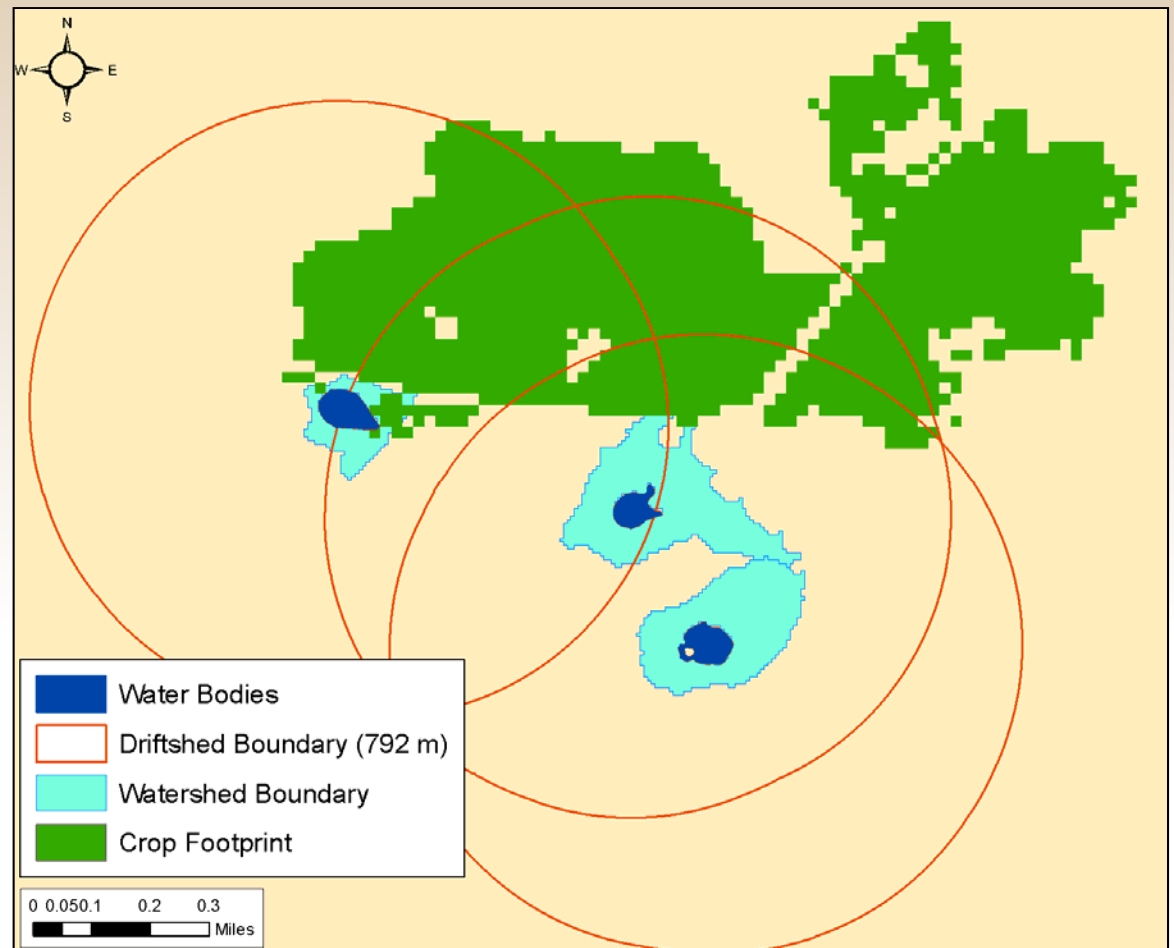 N
W E
S
Water Bodies
Driftshed Boundary (792 m)
Watershed Boundary
Crop Footprint
0 0.050.1 0.2 0.3
Miles